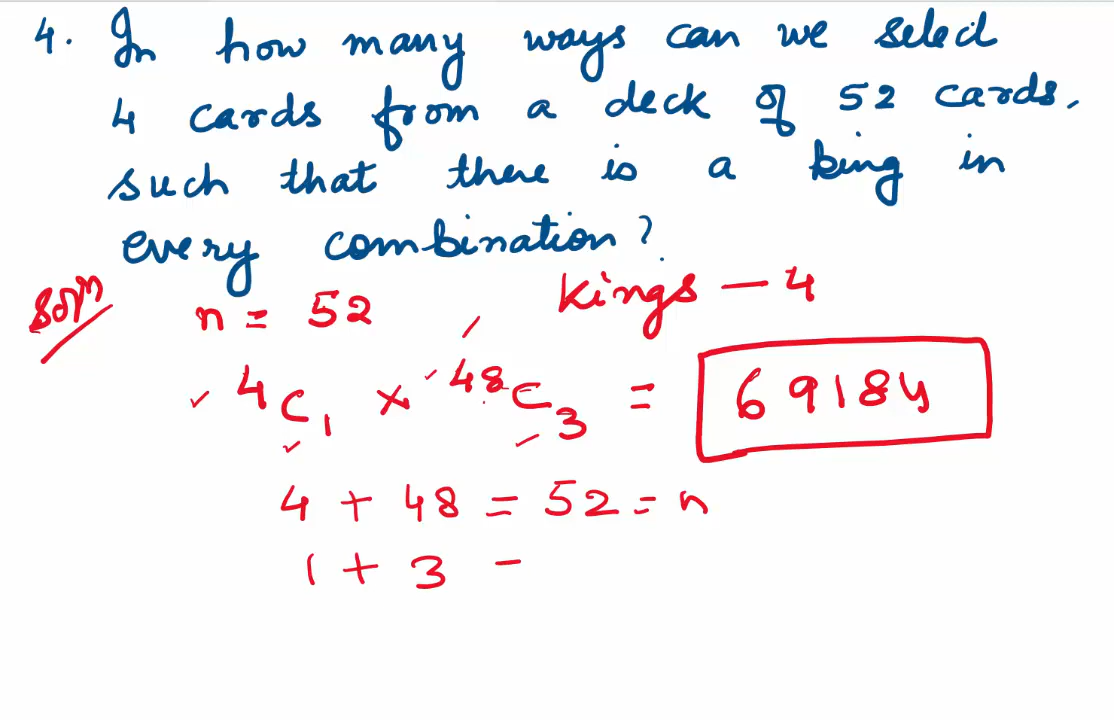 4. In how many ways can we select
4 cards from a deck of 52 cards,
such that there is a king in
every combination?
Soln
n = 52 Kings - 4
⁴C₁ × ⁴⁸C₃ = 69184
4 + 48 = 52 = n
1 + 3 =